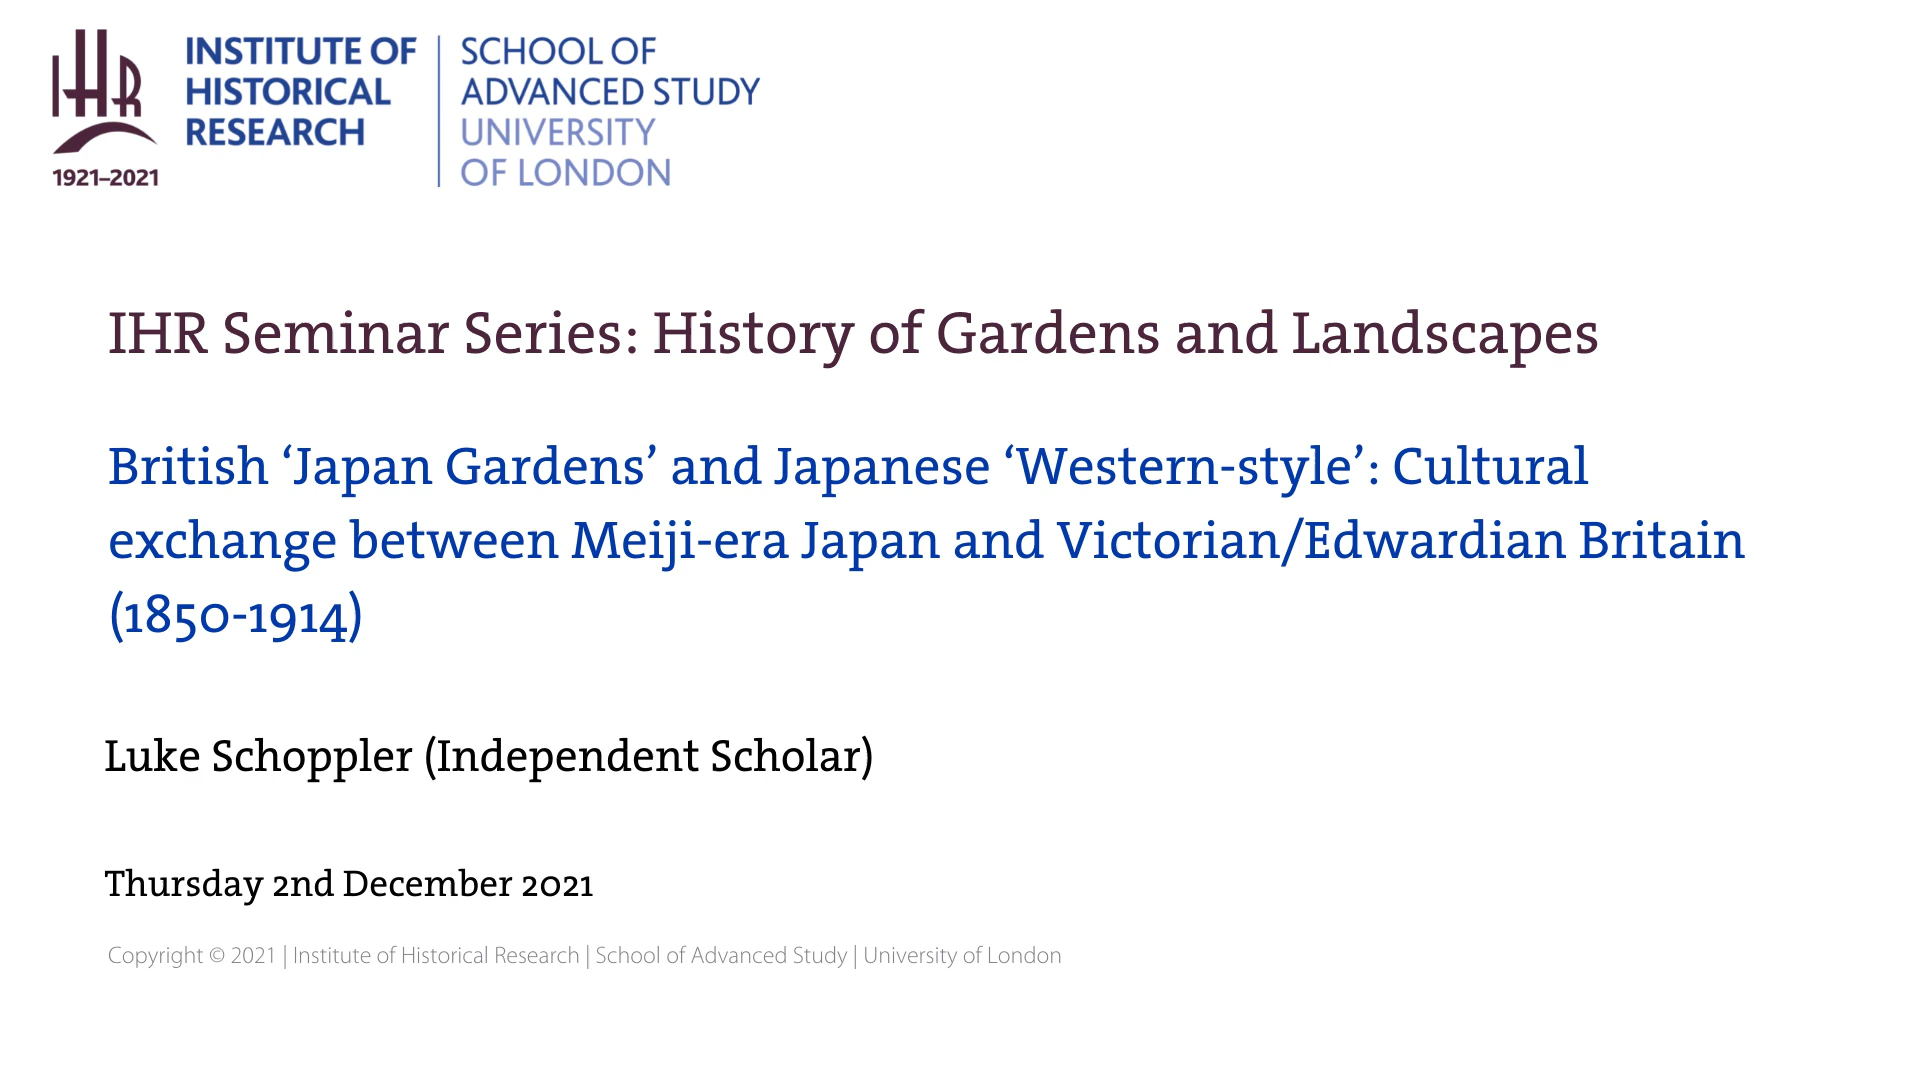 IHR
1921–2021
INSTITUTE OF
HISTORICAL
RESEARCH
SCHOOL OF
ADVANCED STUDY
UNIVERSITY
OF LONDON
IHR Seminar Series: History of Gardens and Landscapes
British ‘Japan Gardens’ and Japanese ‘Western-style’: Cultural
exchange between Meiji-era Japan and Victorian/Edwardian Britain
(1850-1914)
Luke Schoppler (Independent Scholar)
Thursday 2nd December 2021
Copyright © 2021 | Institute of Historical Research | School of Advanced Study | University of London